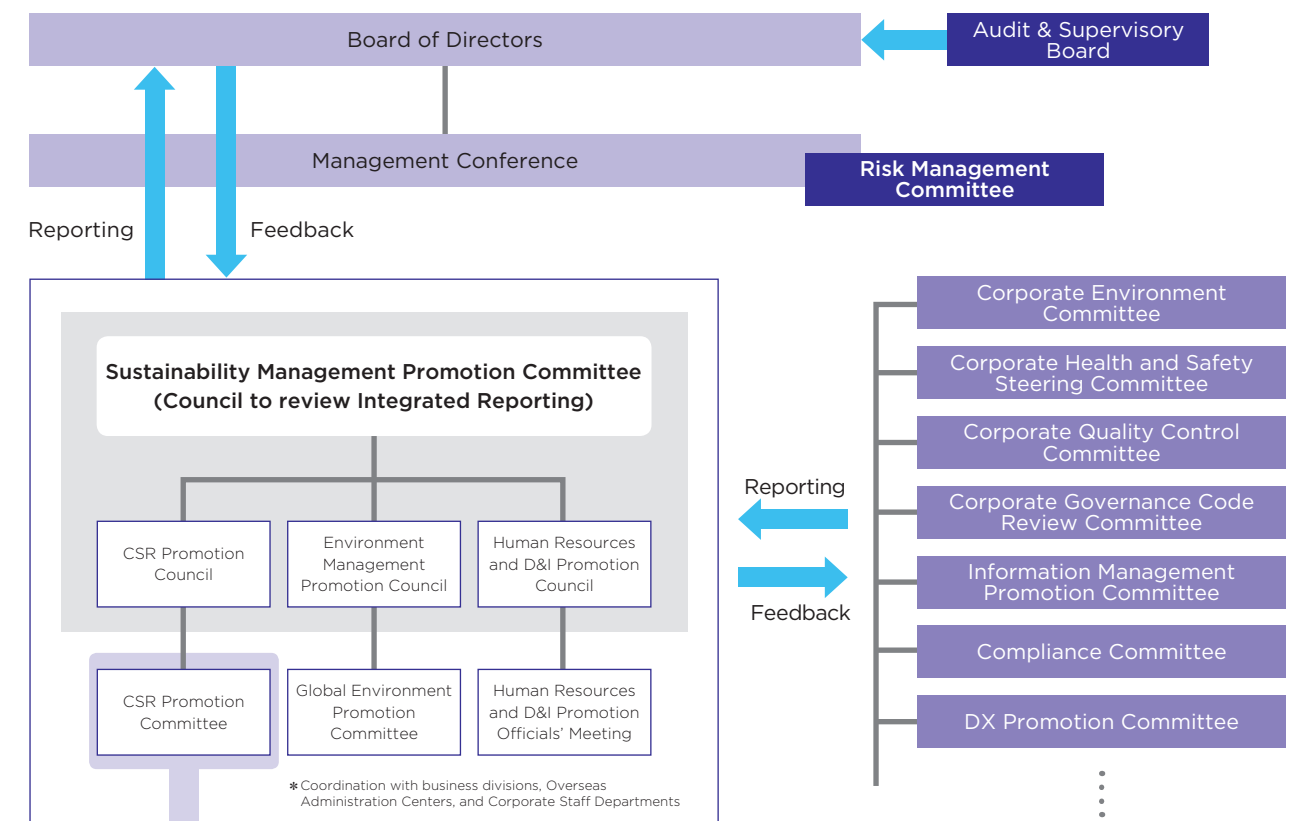 Board of Directors
Audit & Supervisory
Board
Management Conference
Risk Management
Committee
Reporting
Feedback
Sustainability Management Promotion Committee
(Council to review Integrated Reporting)
CSR Promotion
Council
Environment
Management
Promotion Council
Human Resources
and D&I Promotion
Council
CSR Promotion
Committee
Global Environment
Promotion
Committee
Human Resources
and D&I Promotion
Officials’ Meeting
✻ Coordination with business divisions, Overseas
Administration Centers, and Corporate Staff Departments
Reporting
Feedback
Corporate Environment
Committee
Corporate Health and Safety
Steering Committee
Corporate Quality Control
Committee
Corporate Governance Code
Review Committee
Information Management
Promotion Committee
Compliance Committee
DX Promotion Committee